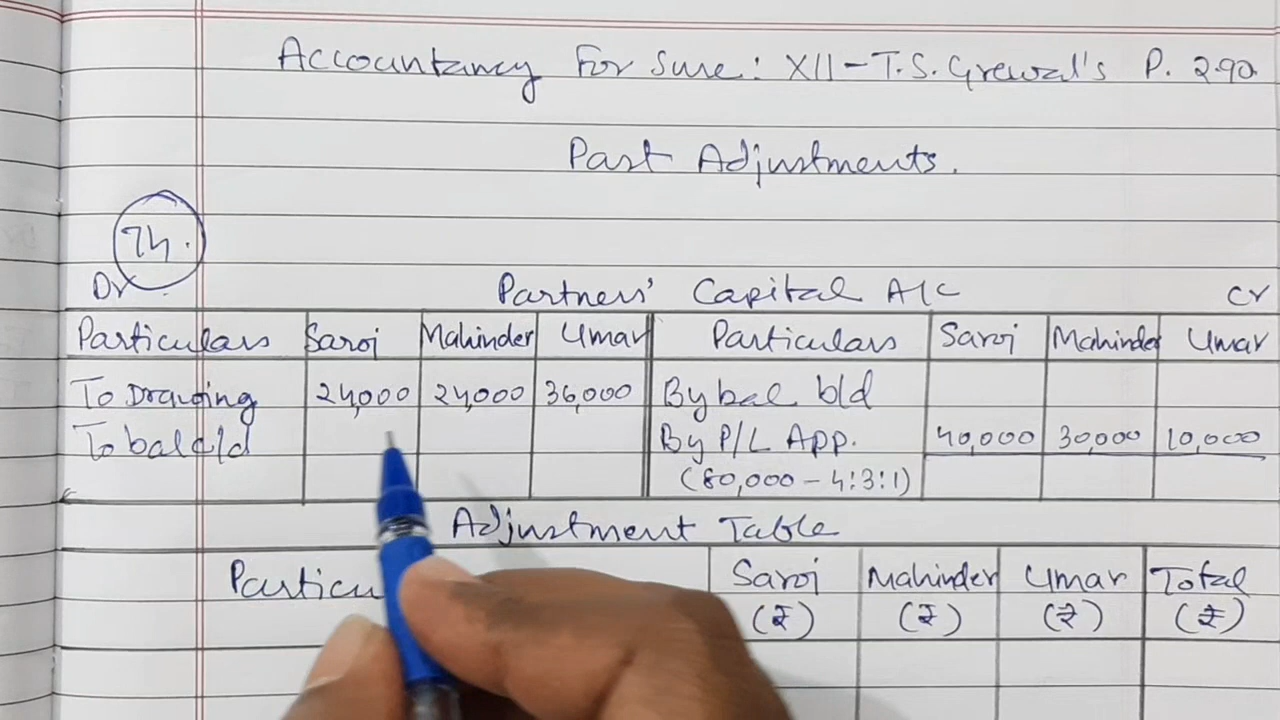 Accountancy For Sure: XII - T.S. Grewal's P. 2.90
Past Adjustments.
74.
Dr Partners' Capital A/C Cr
Particulars Saroj Mahinder Umar Particulars Saroj Mahinder Umar
To Drawing 24,000 24,000 36,000 By bal b/d
To bal c/d By P/L App. 40,000 30,000 10,000
(80,000 - 4:3:1)
Adjustment Table
Particu Saroj Mahinder Umar Total
(₹) (₹) (₹) (₹)